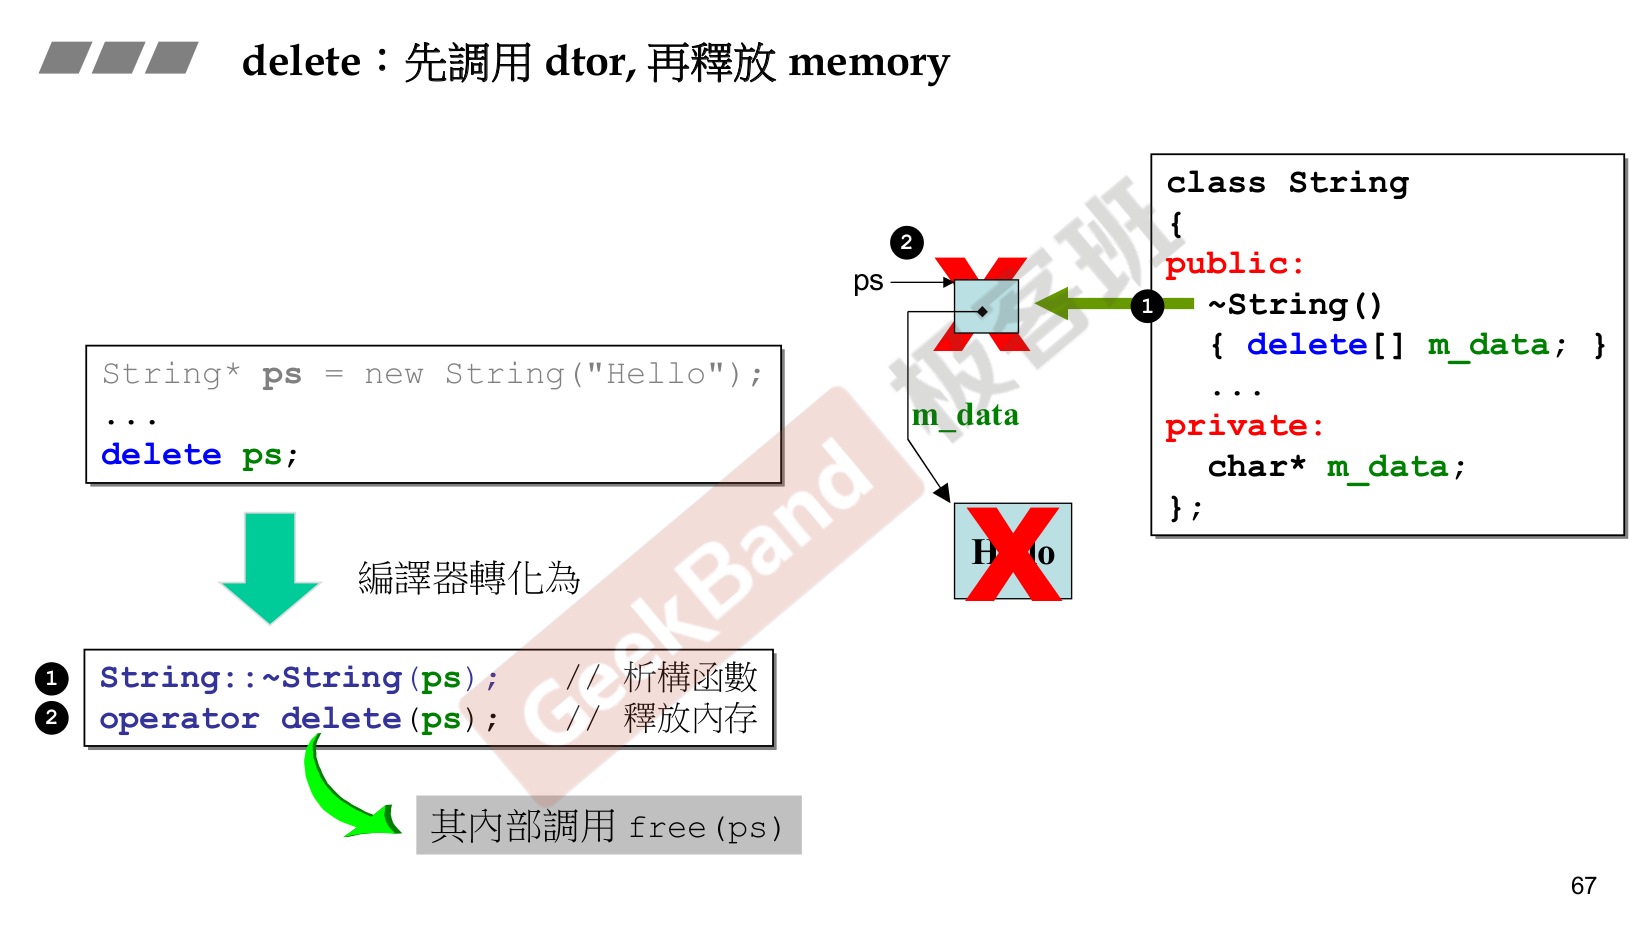 delete：先調用 dtor, 再釋放 memory
String* ps = new String("Hello");
...
delete ps;
編譯器轉化為
1 String::~String(ps); // 析構函數
2 operator delete(ps); // 釋放內存
其內部調用 free(ps)
2
ps
m_data
Hello
1
class String
{
public:
~String()
{ delete[] m_data; }
...
private:
char* m_data;
};
GeekBand
极客班
67